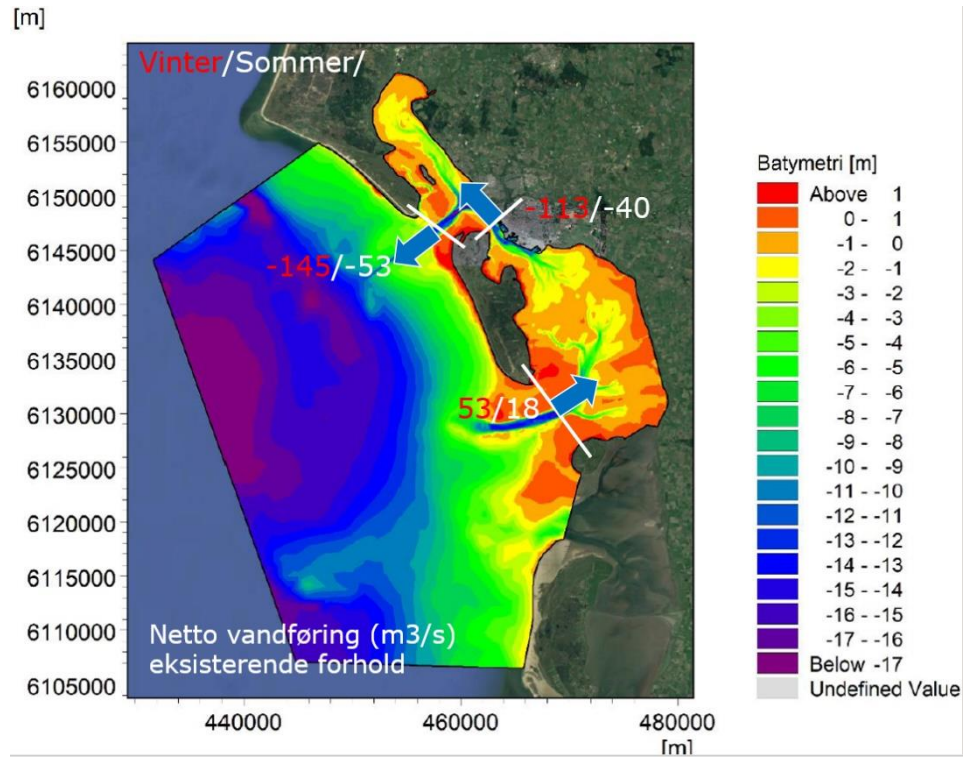 [m]
Vinter/Sommer/
6160000
6155000
6150000
6145000
6140000
6135000
6130000
6125000
6120000
6115000
6110000
6105000
-113/-40
-145/-53
53/18
Netto vandføring (m3/s)
eksisterende forhold
440000
460000
480000
[m]
Batymetri [m]
Above 1
0 - 1
-1 - 0
-2 - -1
-3 - -2
-4 - -3
-5 - -4
-6 - -5
-7 - -6
-8 - -7
-9 - -8
-10 - -9
-11 - -10
-12 - -11
-13 - -12
-14 - -13
-15 - -14
-16 - -15
-17 - -16
Below -17
Undefined Value